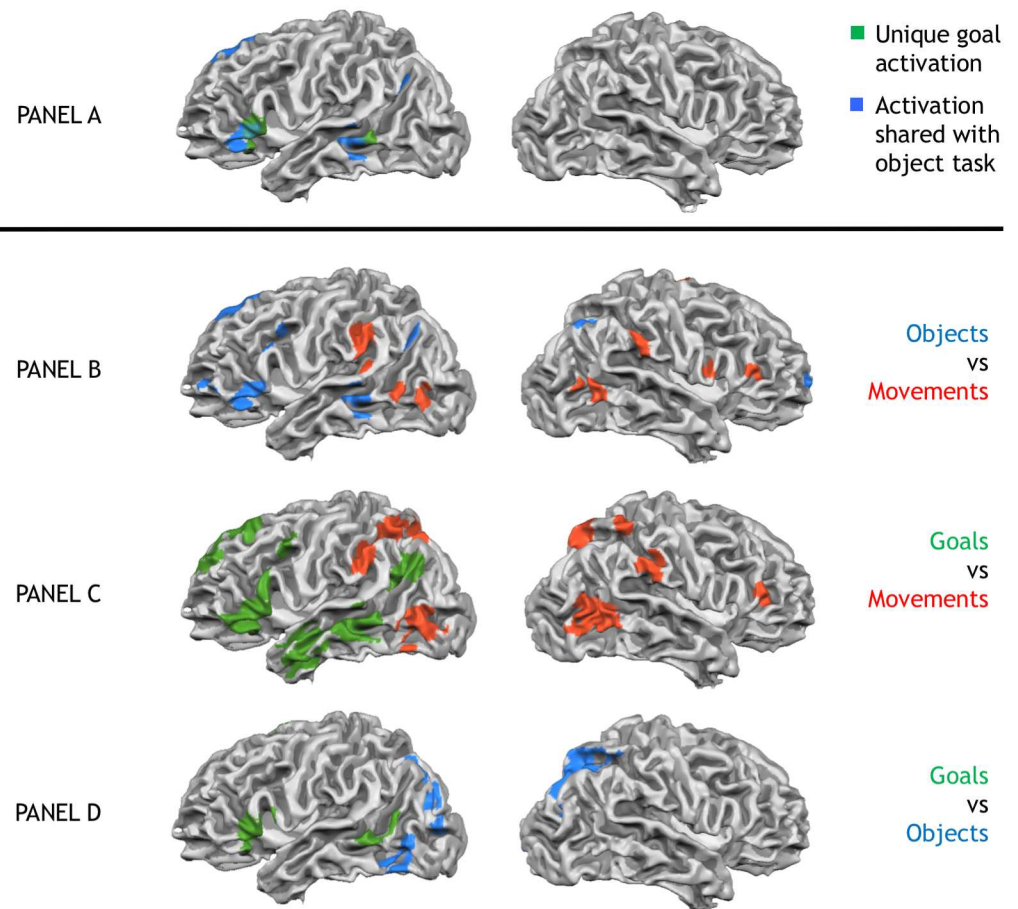 PANEL A
Unique goal
activation
Activation
shared with
object task
PANEL B
Objects
vs
Movements
PANEL C
Goals
vs
Movements
PANEL D
Goals
vs
Objects